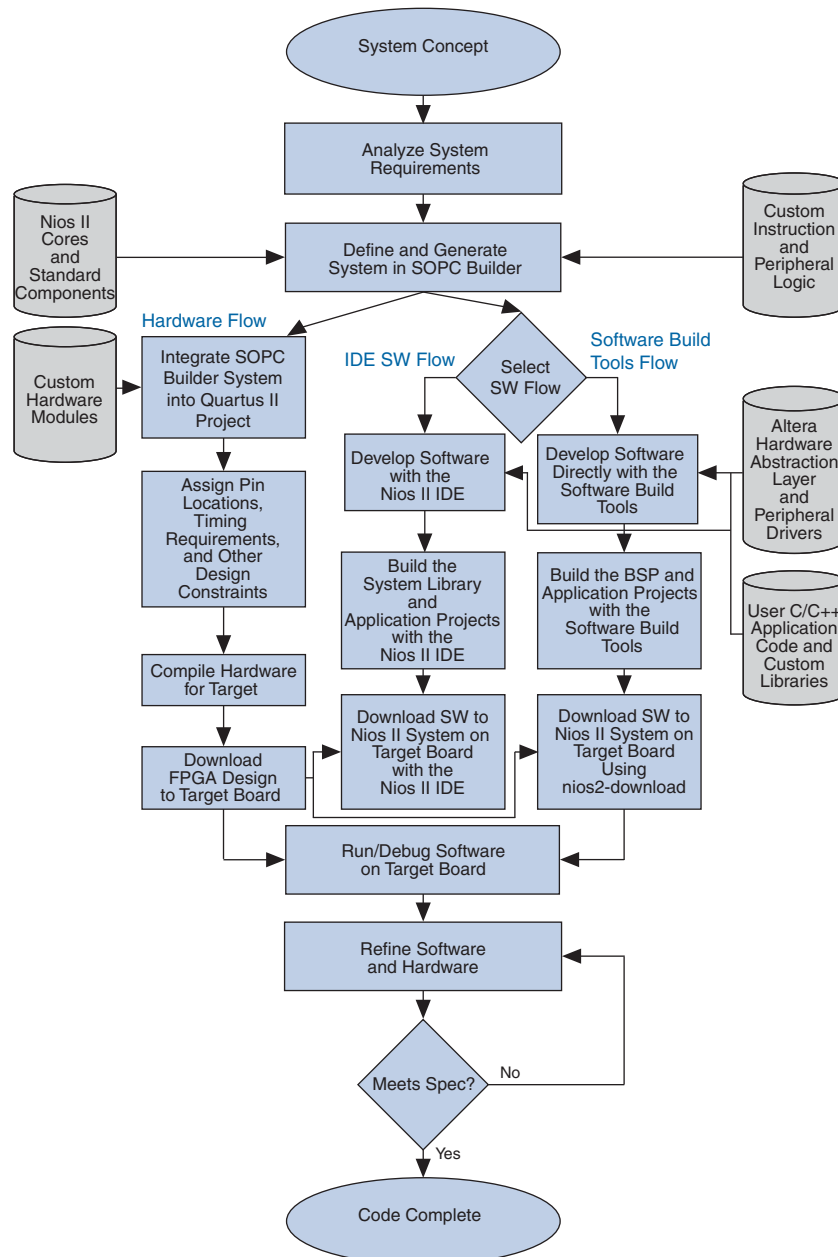 System Concept
Analyze System
Requirements
Nios II
Cores
and
Standard
Components
Define and Generate
System in SOPC Builder
Custom
Instruction
and
Peripheral
Logic
Hardware Flow
Custom
Hardware
Modules
Integrate SOPC
Builder System
into Quartus II
Project
IDE SW Flow
Select
SW Flow
Software Build
Tools Flow
Assign Pin
Locations,
Timing
Requirements,
and Other
Design
Constraints
Develop Software
with the
Nios II IDE
Develop Software
Directly with the
Software Build
Tools
Altera
Hardware
Abstraction
Layer
and
Peripheral
Drivers
Build the
System Library
and
Application Projects
with the
Nios II IDE
Build the BSP and
Application Projects
with the
Software Build
Tools
User C/C++
Application
Code and
Custom
Libraries
Compile Hardware
for Target
Download
FPGA Design
to Target Board
Download SW to
Nios II System on
Target Board
with the
Nios II IDE
Download SW to
Nios II System on
Target Board
Using
nios2-download
Run/Debug Software
on Target Board
Refine Software
and Hardware
Meets Spec?
No
Yes
Code Complete